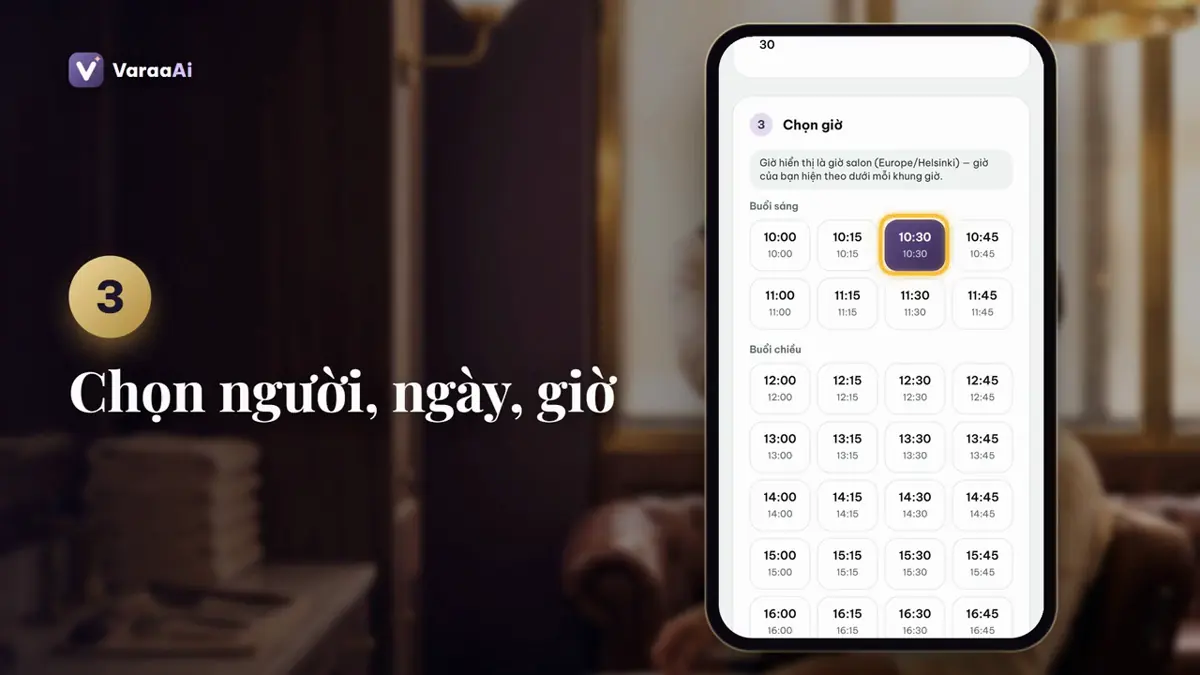 VaraaAi
3
Chọn người, ngày, giờ
30
3 Chọn giờ
Giờ hiển thị là giờ salon (Europe/Helsinki) — giờ
của bạn hiện theo dưới mỗi khung giờ.
Buổi sáng
10:00 10:15 10:30 10:45
10:00 10:15 10:30 10:45
11:00 11:15 11:30 11:45
11:00 11:15 11:30 11:45
Buổi chiều
12:00 12:15 12:30 12:45
12:00 12:15 12:30 12:45
13:00 13:15 13:30 13:45
13:00 13:15 13:30 13:45
14:00 14:15 14:30 14:45
14:00 14:15 14:30 14:45
15:00 15:15 15:30 15:45
15:00 15:15 15:30 15:45
16:00 16:15 16:30 16:45
16:00 16:15 16:30 16:45